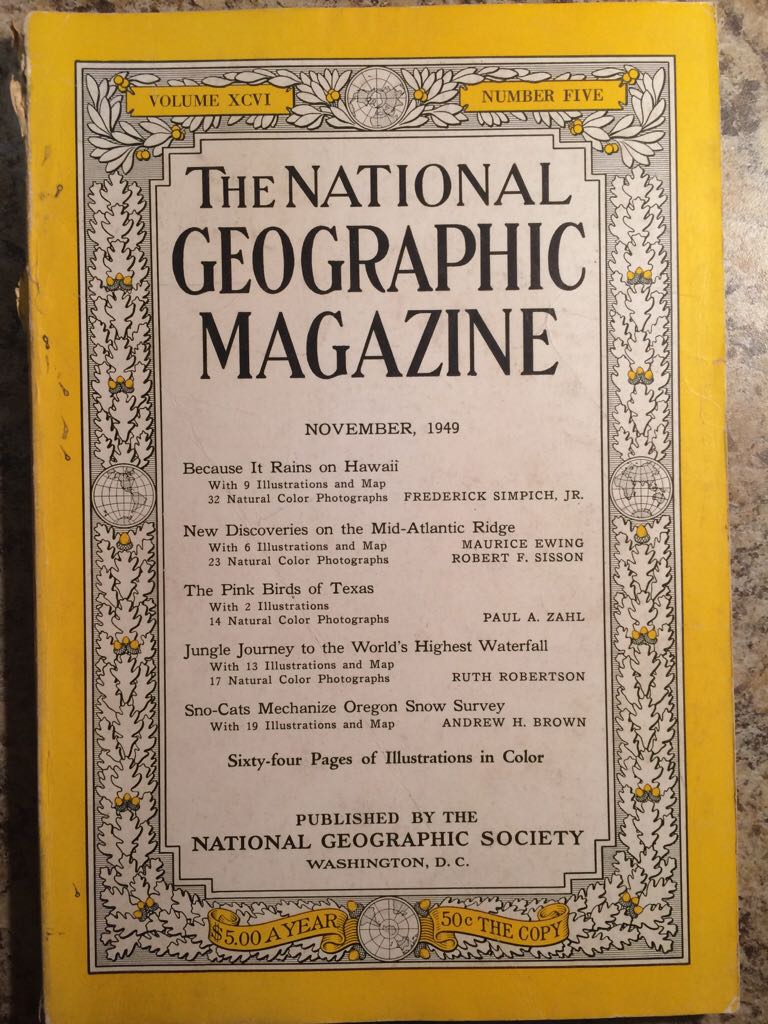 VOLUME XCVI
NUMBER FIVE
THE NATIONAL
GEOGRAPHIC
MAGAZINE
NOVEMBER, 1949
Because It Rains on Hawaii
With 9 Illustrations and Map
32 Natural Color Photographs FREDERICK SIMPICH, JR.
New Discoveries on the Mid-Atlantic Ridge
With 6 Illustrations and Map MAURICE EWING
23 Natural Color Photographs ROBERT F. SISSON
The Pink Birds of Texas
With 2 Illustrations
14 Natural Color Photographs PAUL A. ZAHL
Jungle Journey to the World's Highest Waterfall
With 13 Illustrations and Map
17 Natural Color Photographs RUTH ROBERTSON
Sno-Cats Mechanize Oregon Snow Survey
With 19 Illustrations and Map ANDREW H. BROWN
Sixty-four Pages of Illustrations in Color
PUBLISHED BY THE
NATIONAL GEOGRAPHIC SOCIETY
WASHINGTON, D. C.
$5.00 A YEAR
50c THE COPY